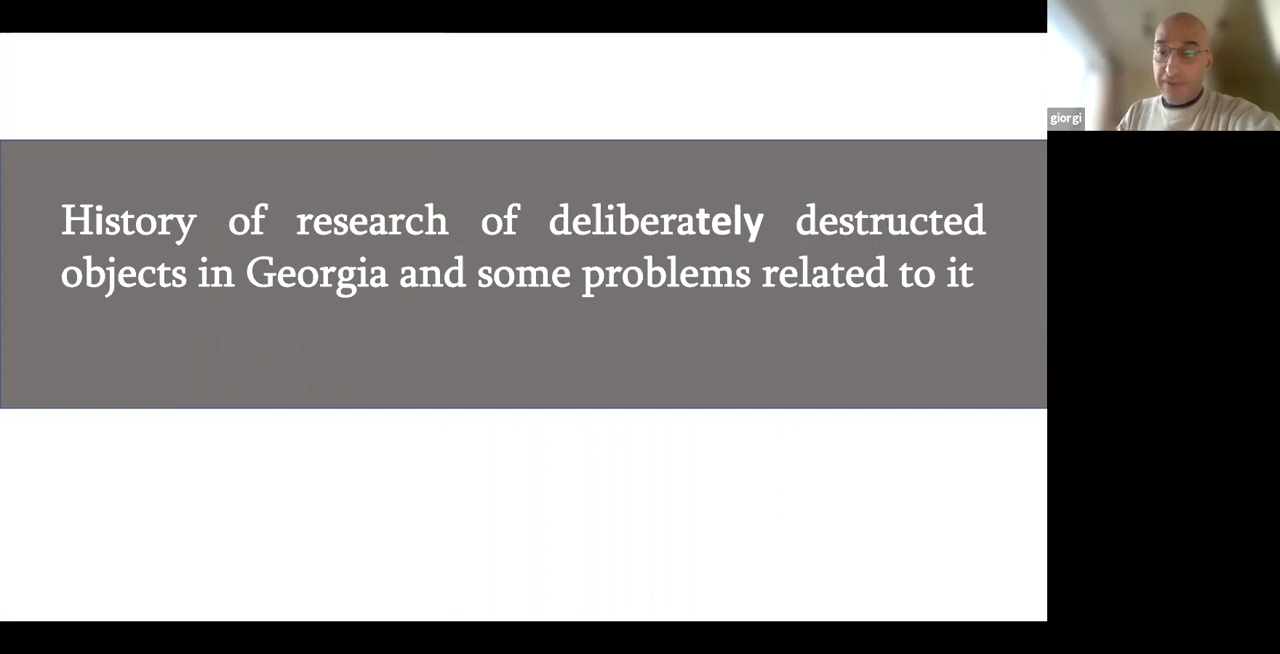 History of research of deliberately destructed
objects in Georgia and some problems related to it
giorgi